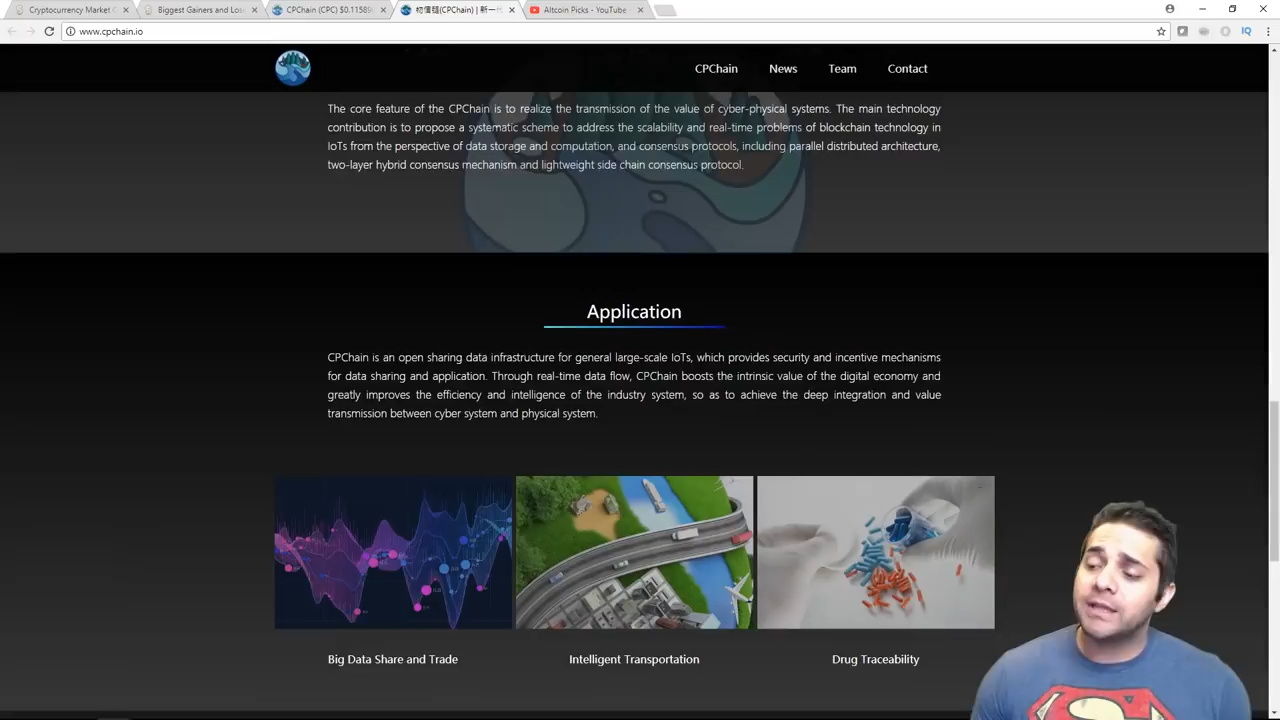 Cryptocurrency Market C
Biggest Gainers and Los
CPChain (CPC) $0.11589
(CPChain) | 新一
Altcoin Picks - YouTube
www.cpchain.io
IQ
CPChain
News
Team
Contact
The core feature of the CPChain is to realize the transmission of the value of cyber-physical systems. The main technology
contribution is to propose a systematic scheme to address the scalability and real-time problems of blockchain technology in
IoTs from the perspective of data storage and computation, and consensus protocols, including parallel distributed architecture,
two-layer hybrid consensus mechanism and lightweight side chain consensus protocol.
Application
CPChain is an open sharing data infrastructure for general large-scale IoTs, which provides security and incentive mechanisms
for data sharing and application. Through real-time data flow, CPChain boosts the intrinsic value of the digital economy and
greatly improves the efficiency and intelligence of the industry system, so as to achieve the deep integration and value
transmission between cyber system and physical system.
Big Data Share and Trade
Intelligent Transportation
Drug Traceability